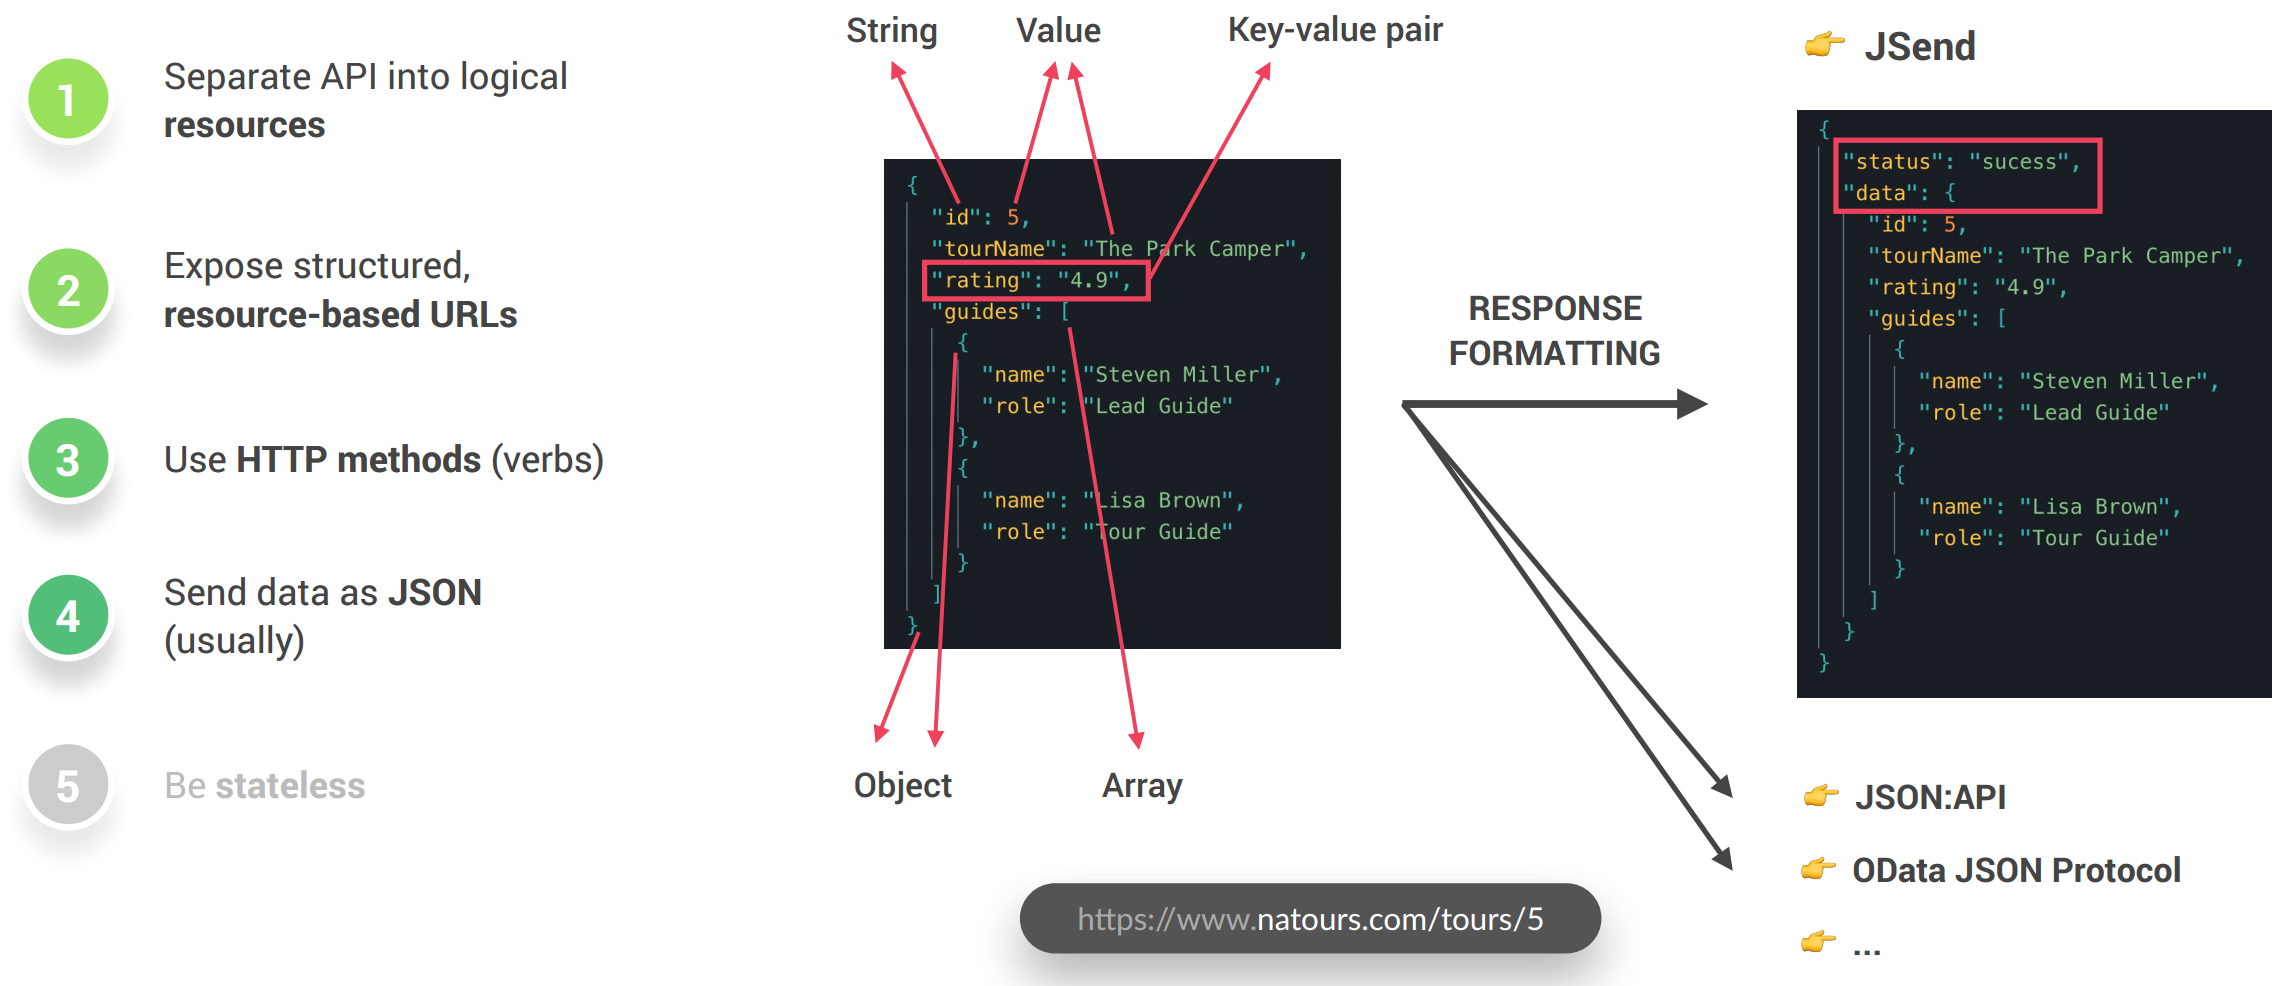 1
Separate API into logical
resources
2
Expose structured,
resource-based URLs
3
Use HTTP methods (verbs)
4
Send data as JSON
(usually)
5
Be stateless
String
Value
Key-value pair
{
"id": 5,
"tourName": "The Park Camper",
"rating": "4.9",
"guides": [
{
"name": "Steven Miller",
"role": "Lead Guide"
},
{
"name": "Lisa Brown",
"role": "Tour Guide"
}
]
}
Object
Array
https://www.natours.com/tours/5
RESPONSE
FORMATTING
JSend
{
"status": "sucess",
"data": {
"id": 5,
"tourName": "The Park Camper",
"rating": "4.9",
"guides": [
{
"name": "Steven Miller",
"role": "Lead Guide"
},
{
"name": "Lisa Brown",
"role": "Tour Guide"
}
]
}
}
JSON:API
OData JSON Protocol
...